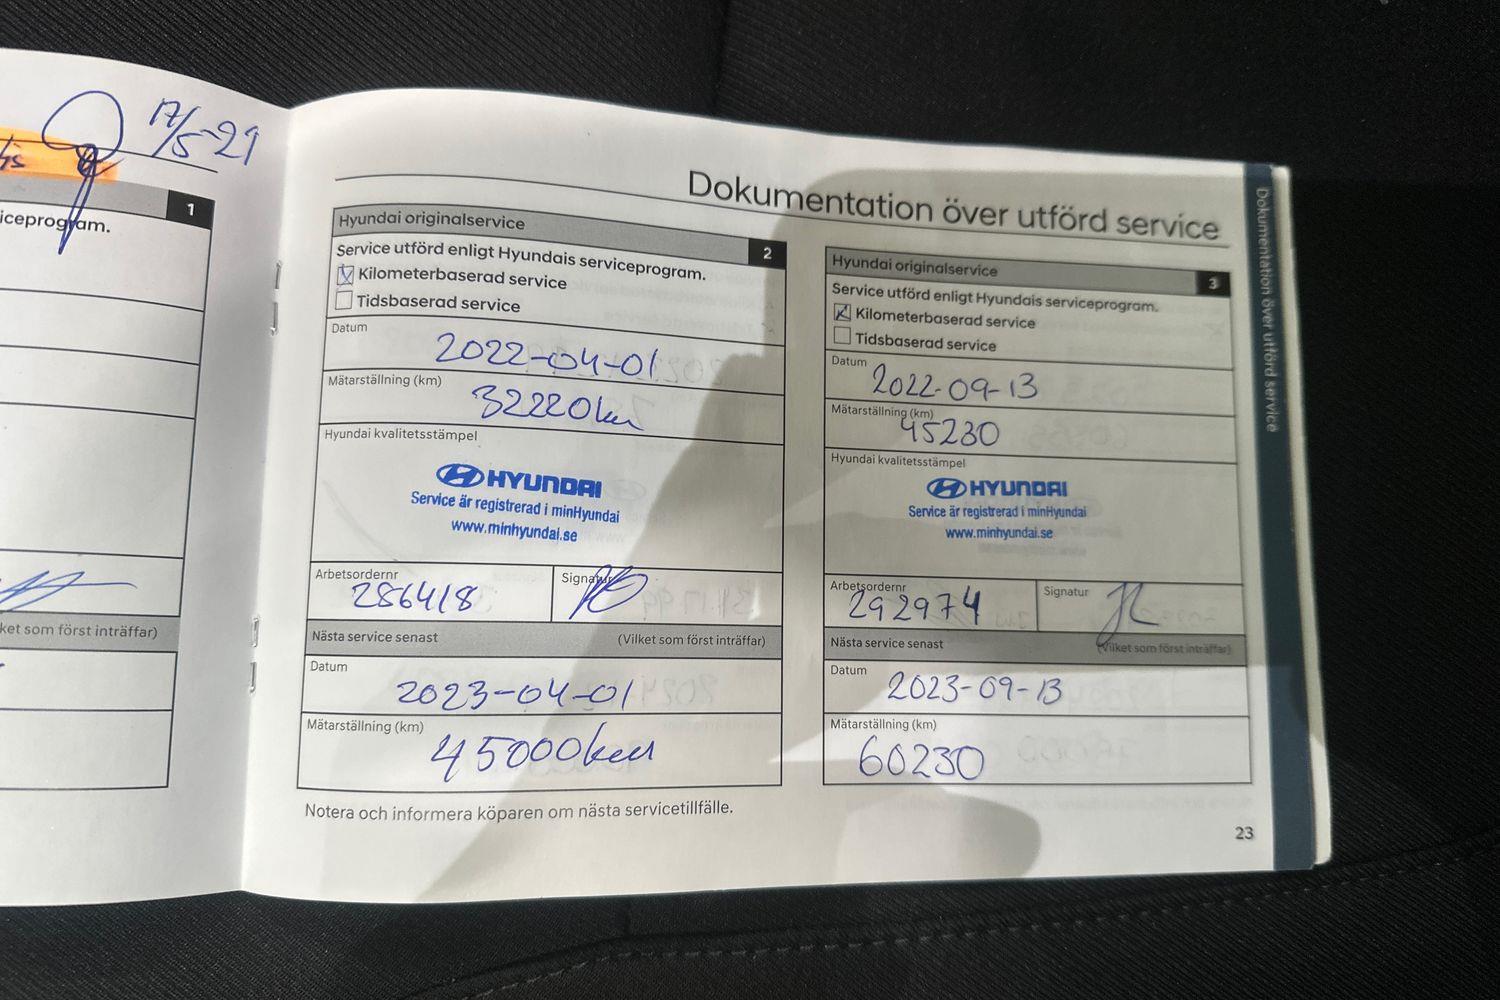 17/5-21
1
iceprogram.
ket som först inträffar)
Dokumentation över utförd service
Hyundai originalservice
2
Service utförd enligt Hyundais serviceprogram.
Kilometerbaserad service
Tidsbaserad service
Datum
2022-04-01
Mätarställning (km)
32220km
Hyundai kvalitetsstämpel
HYUNDAI
Service är registrerad i minHyundai
www.minhyundai.se
Arbetsordernr
286418
Signatur
Nästa service senast (Vilket som först inträffar)
Datum
2023-04-01
Mätarställning (km)
45000km
Notera och informera köparen om nästa servicetillfälle.
Hyundai originalservice
3
Service utförd enligt Hyundais serviceprogram.
Kilometerbaserad service
Tidsbaserad service
Datum
2022-09-13
Mätarställning (km)
45230
Hyundai kvalitetsstämpel
HYUNDAI
Service är registrerad i minHyundai
www.minhyundai.se
Arbetsordernr
292974
Signatur
Nästa service senast (Vilket som först inträffar)
Datum
2023-09-13
Mätarställning (km)
60230
23
Dokumentation över utförd service